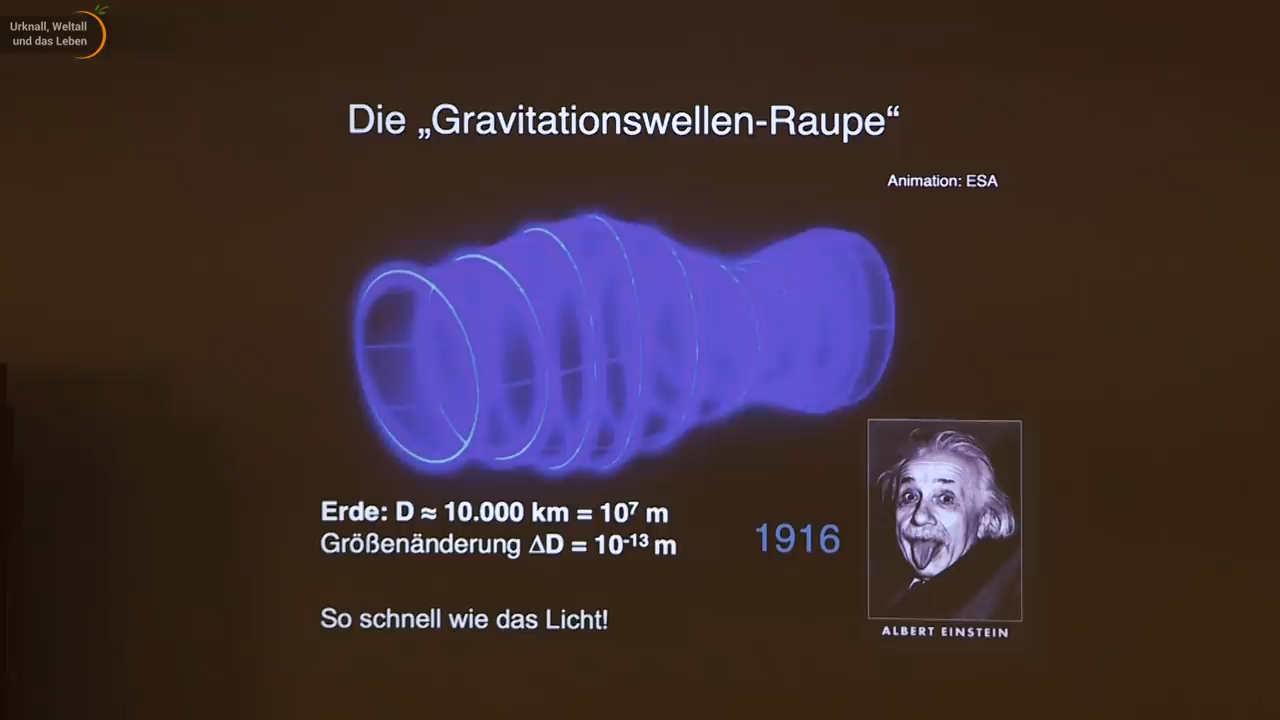 Urknall, Weltall
und das Leben
Die „Gravitationswellen-Raupe“
Animation: ESA
Erde: D ≈ 10.000 km = 10⁷ m
Größenänderung ΔD = 10⁻¹³ m
1916
So schnell wie das Licht!
ALBERT EINSTEIN